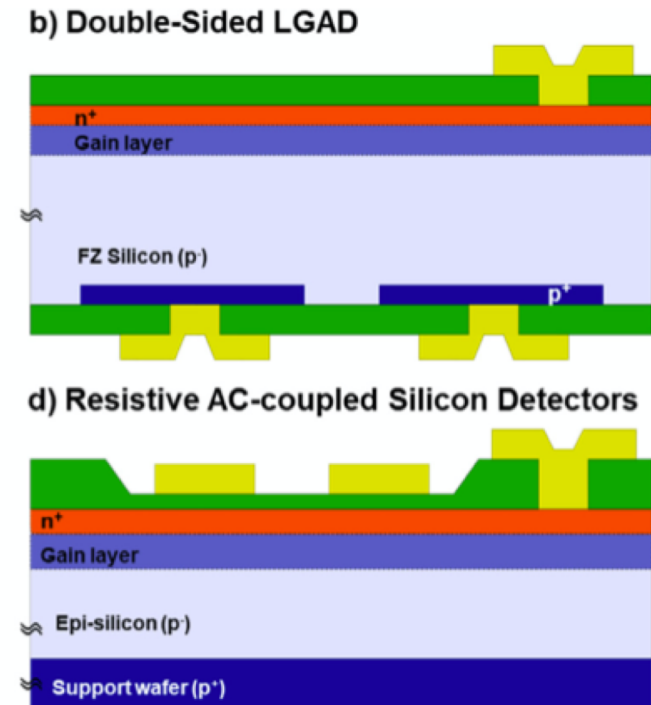 b) Double-Sided LGAD
n⁺
Gain layer
FZ Silicon (p⁻)
p⁺
d) Resistive AC-coupled Silicon Detectors
n⁺
Gain layer
Epi-silicon (p⁻)
Support wafer (p⁺)